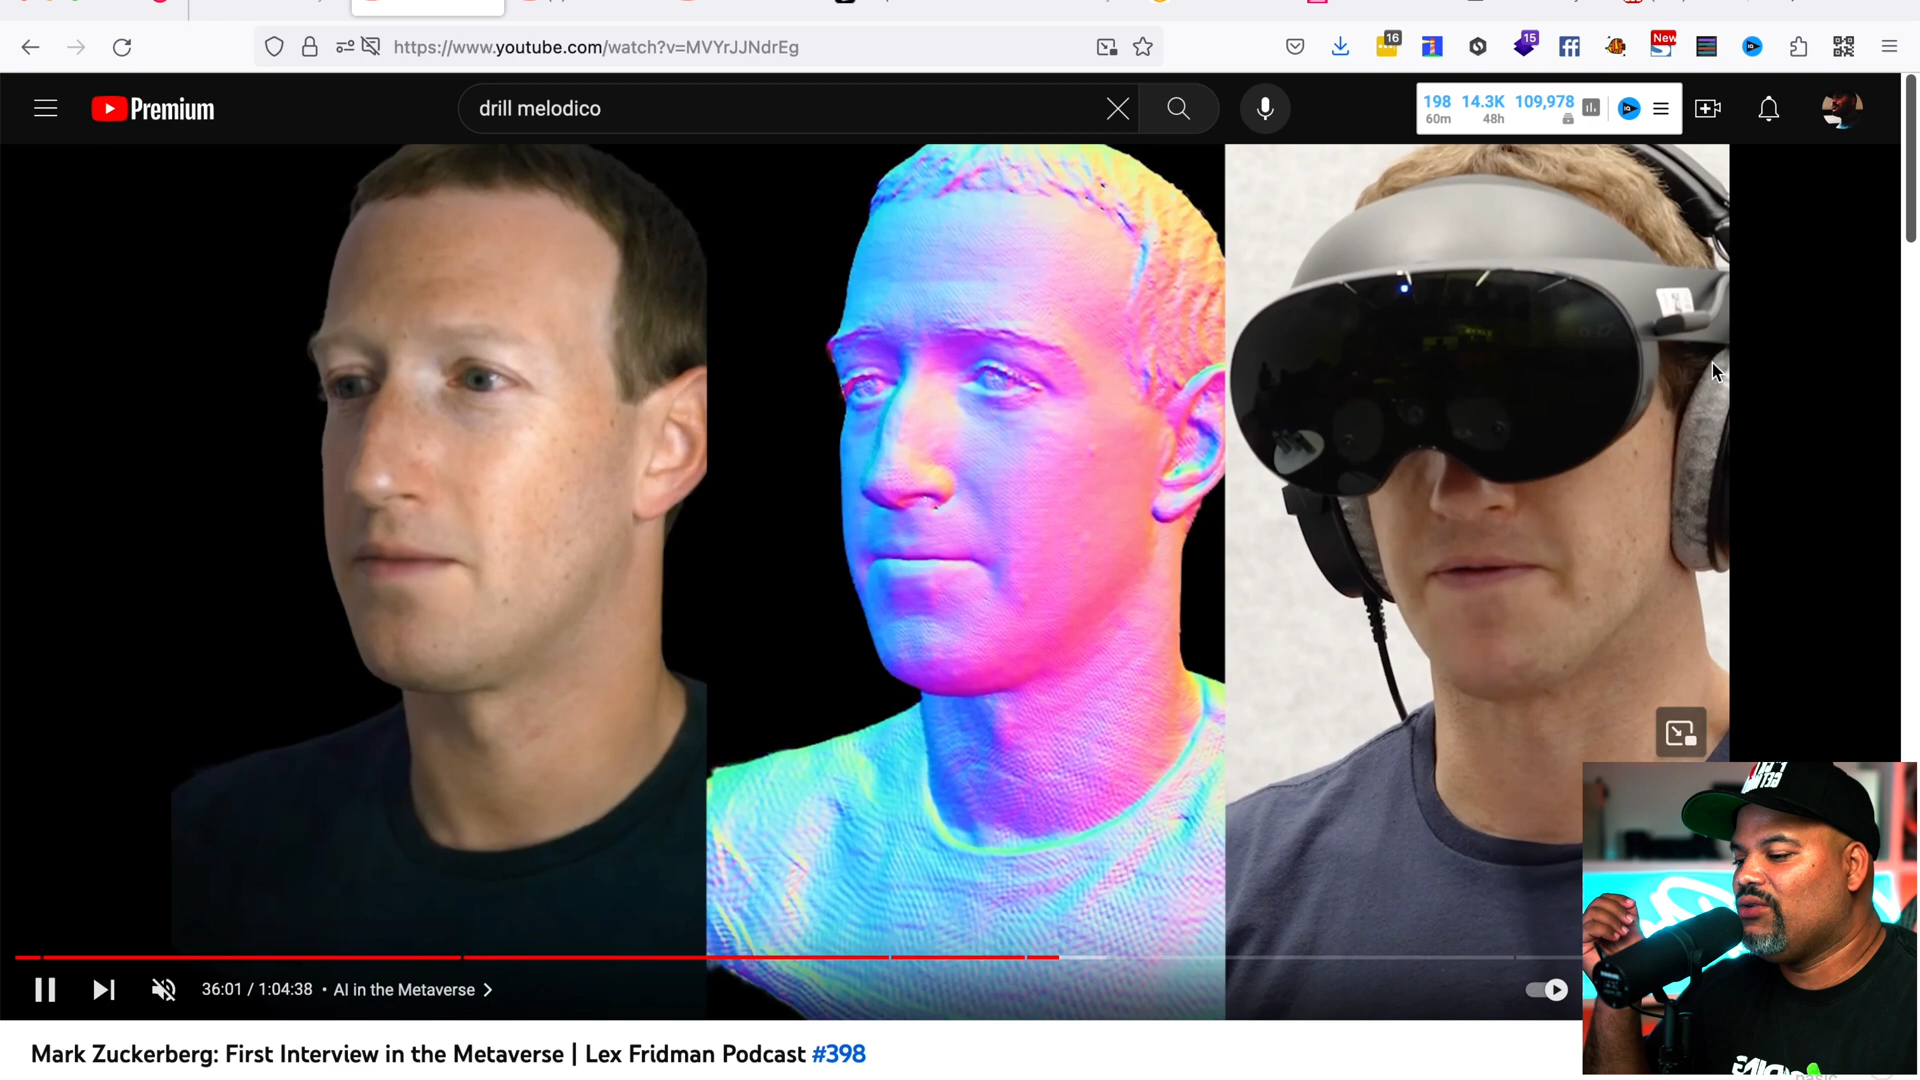 https://www.youtube.com/watch?v=MVYrJJNdrEg
16
15
New
Premium
drill melodico
198 14.3K 109,978
60m 48h
36:01 / 1:04:38 • AI in the Metaverse
Mark Zuckerberg: First Interview in the Metaverse | Lex Fridman Podcast #398